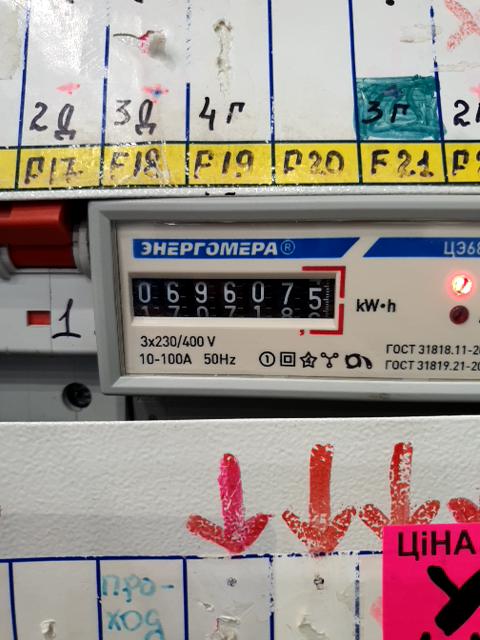 2Д 3Д 4Г 3Г
F17 F18 F19 F20 F21
ЭНЕРГОМЕРА® ЦЭ68
0696075 kW•h
1
3x230/400 V
10-100A 50Hz
ГОСТ 31818.11-20
ГОСТ 31819.21-20
ЦІНА
про-
ход